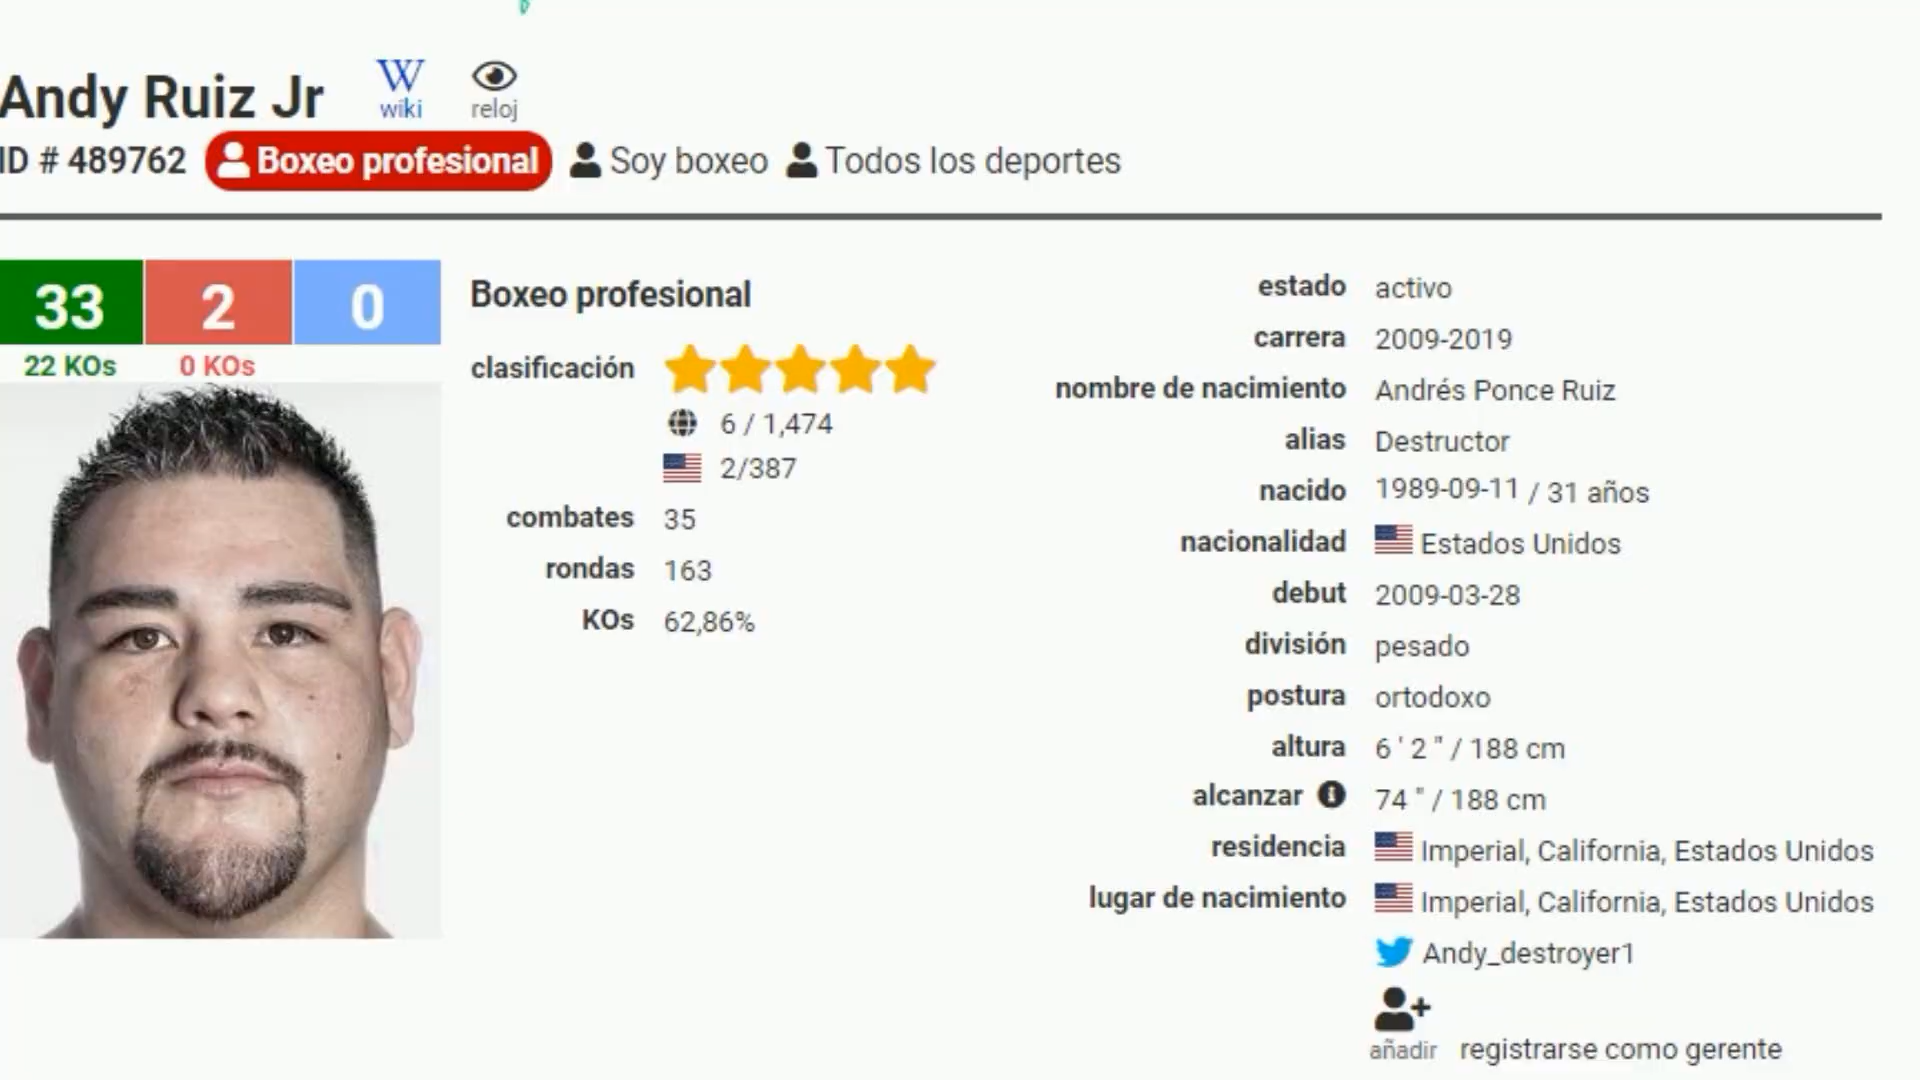 Andy Ruiz Jr
wiki
reloj
ID # 489762 Boxeo profesional Soy boxeo Todos los deportes
33 2 0
22 KOs 0 KOs
Boxeo profesional
clasificación
6 / 1,474
2/387
combates 35
rondas 163
KOs 62,86%
estado activo
carrera 2009-2019
nombre de nacimiento Andrés Ponce Ruiz
alias Destructor
nacido 1989-09-11 / 31 años
nacionalidad Estados Unidos
debut 2009-03-28
división pesado
postura ortodoxo
altura 6 ' 2 " / 188 cm
alcanzar 74 " / 188 cm
residencia Imperial, California, Estados Unidos
lugar de nacimiento Imperial, California, Estados Unidos
Andy_destroyer1
añadir registrarse como gerente